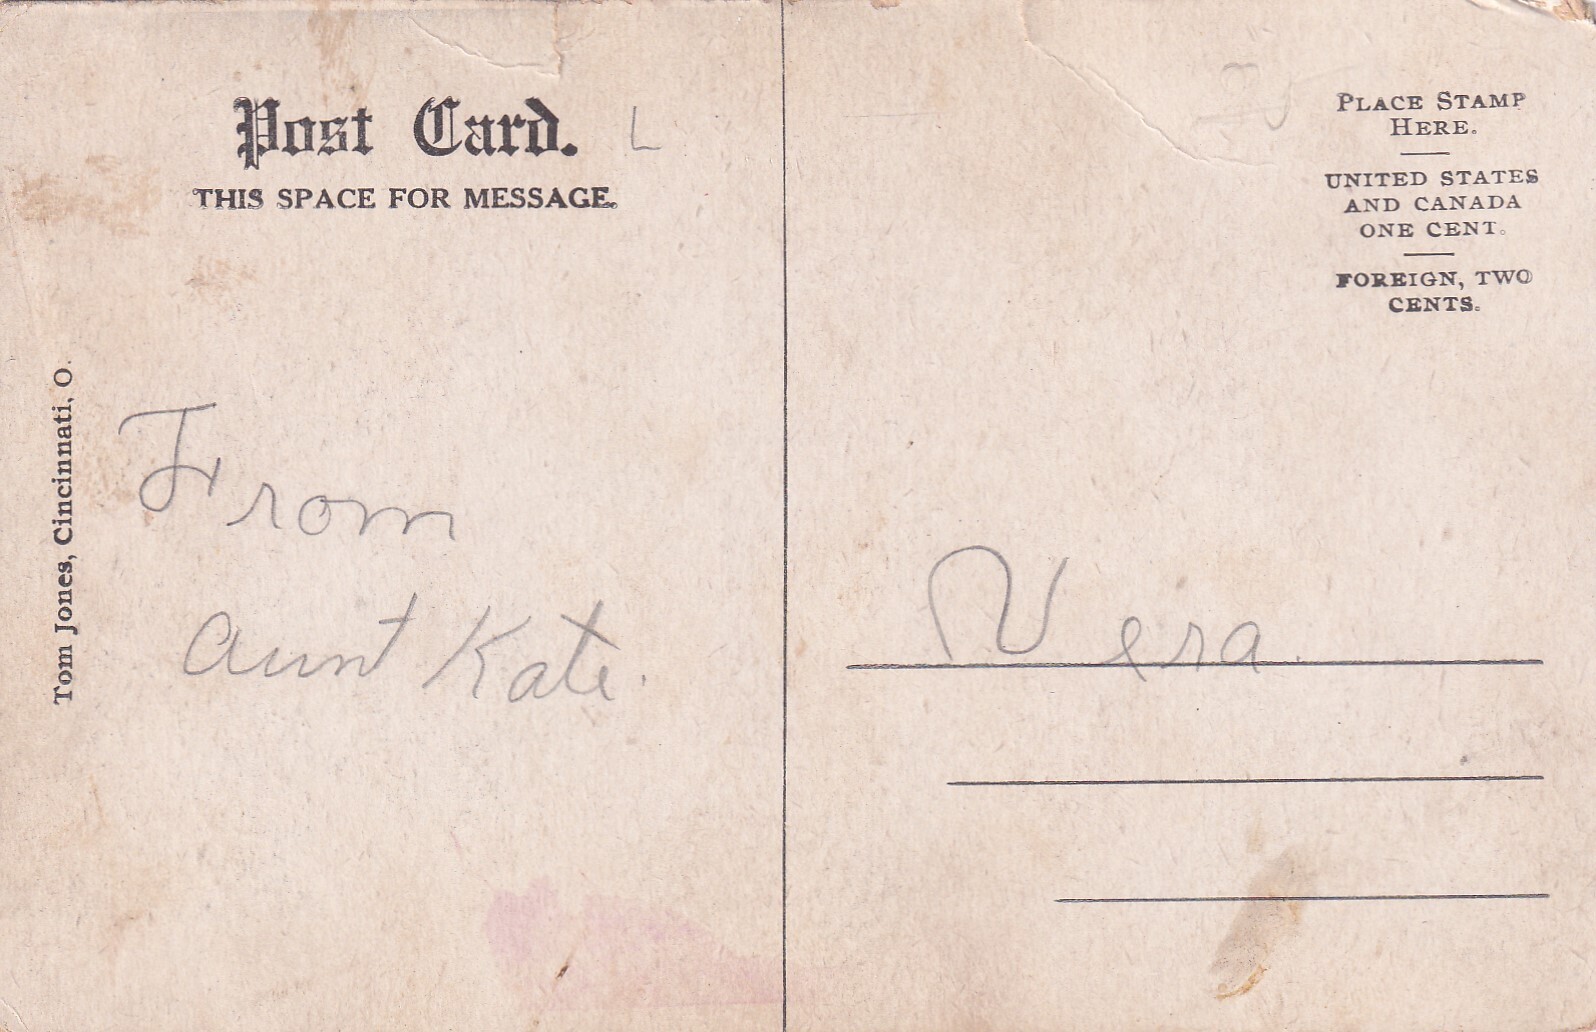 Post Card.
L
THIS SPACE FOR MESSAGE.
Tom Jones, Cincinnati, O.
From
Aunt Kate.
PLACE STAMP
HERE.
UNITED STATES
AND CANADA
ONE CENT.
FOREIGN, TWO
CENTS.
Vera.